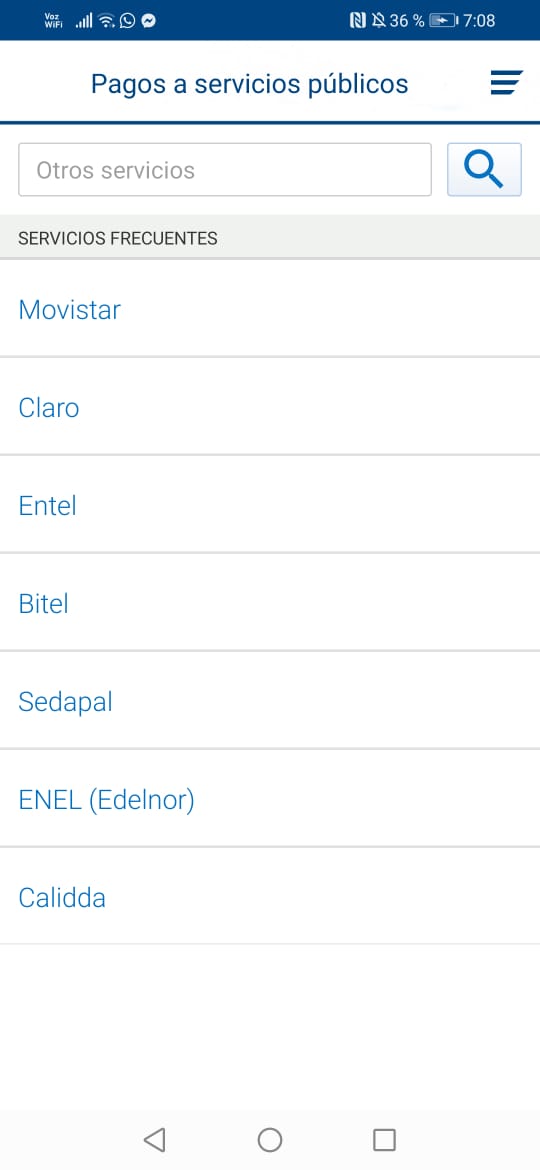 Voz
WiFi
36 %
7:08
Pagos a servicios públicos
Otros servicios
SERVICIOS FRECUENTES
Movistar
Claro
Entel
Bitel
Sedapal
ENEL (Edelnor)
Calidda